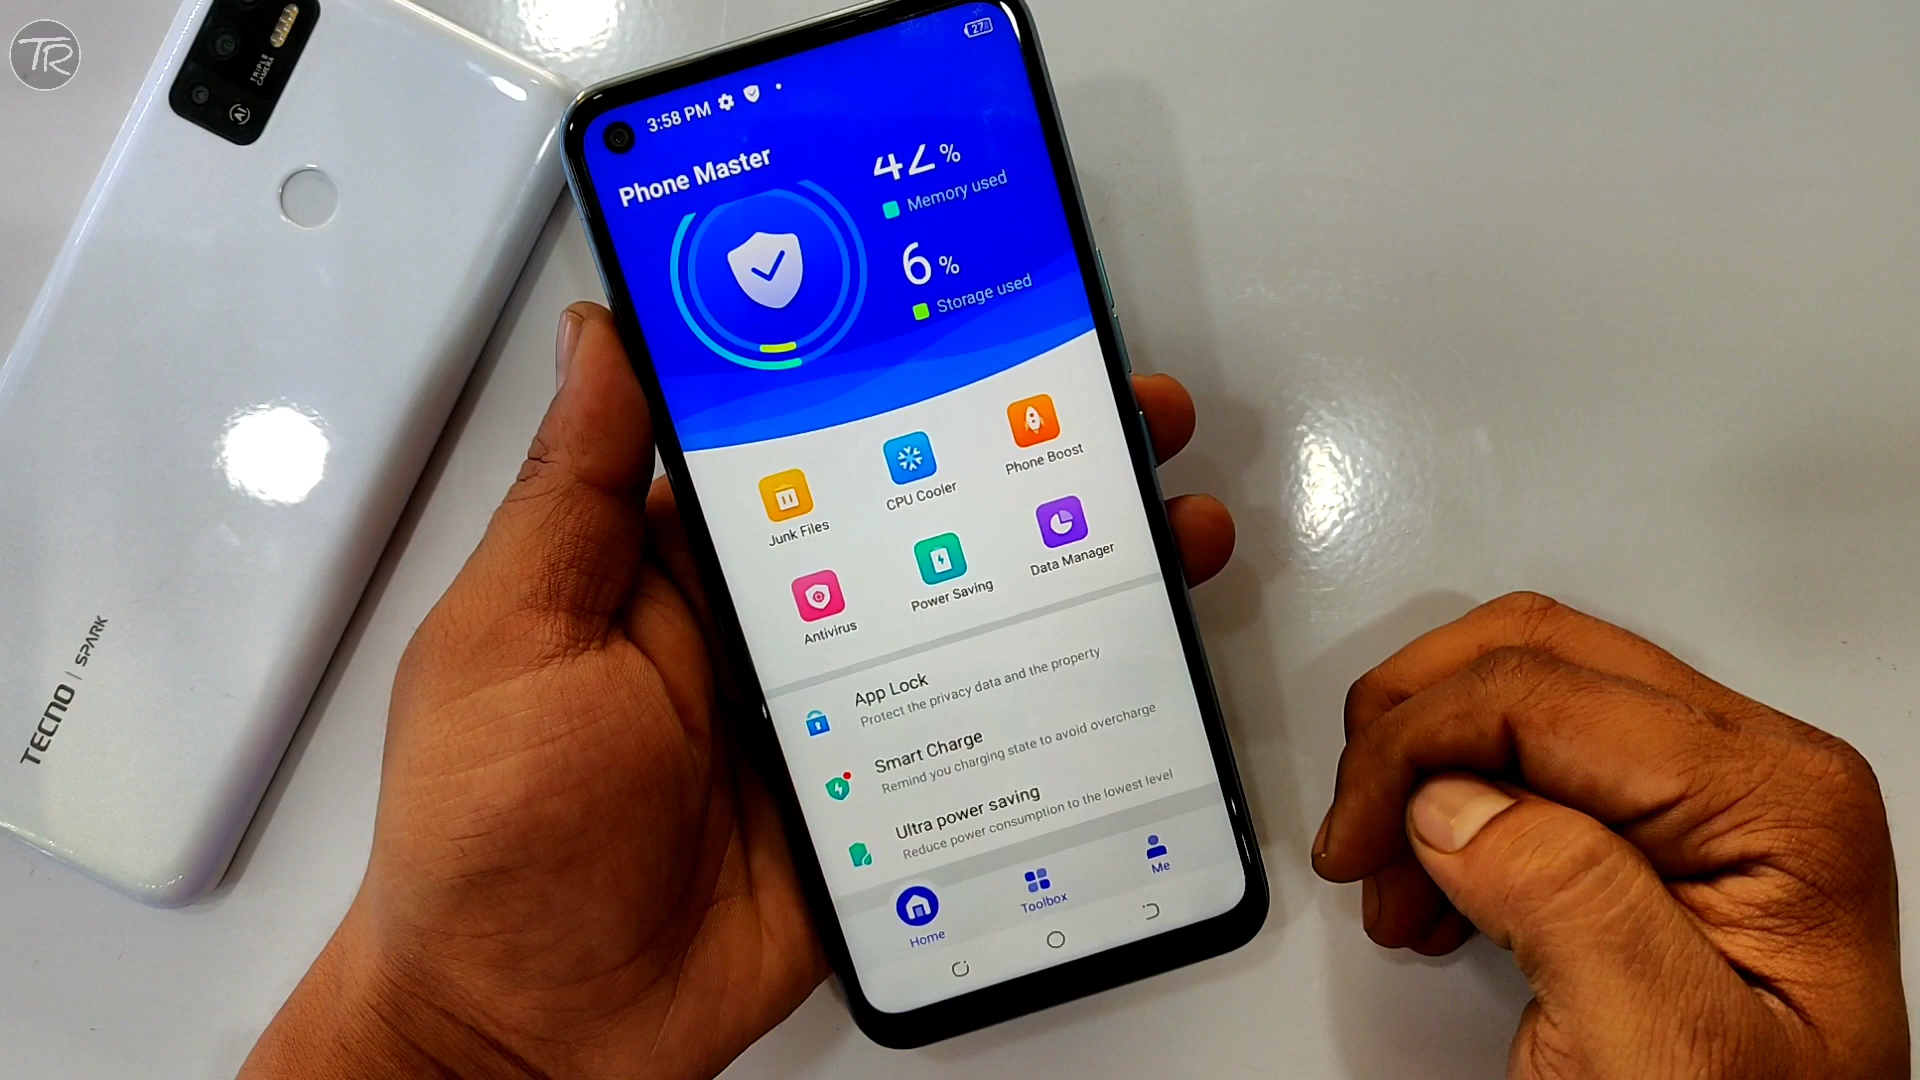 TR
TRIPLE
CAMERA
AI
TECNO | SPARK
3:58 PM
27
Phone Master
42%
Memory used
6%
Storage used
Junk Files
CPU Cooler
Phone Boost
Antivirus
Power Saving
Data Manager
App Lock
Protect the privacy data and the property
Smart Charge
Remind you charging state to avoid overcharge
Ultra power saving
Reduce power consumption to the lowest level
Home
Toolbox
Me